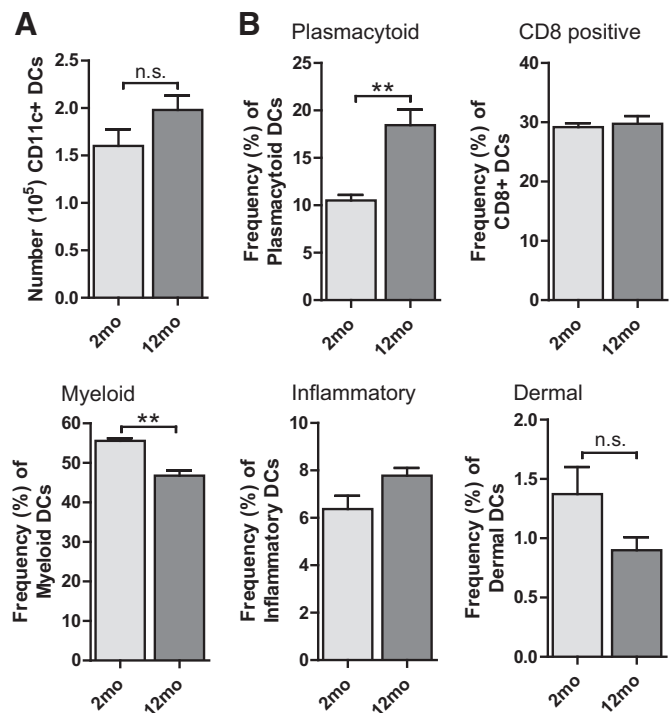 A
Number (10⁵) CD11c+ DCs
2.5
2.0
1.5
1.0
0.5
0.0
n.s.
2mo
12mo
B
Plasmacytoid
Frequency (%) of
Plasmacytoid DCs
25
20
15
10
5
0
**
2mo
12mo
CD8 positive
Frequency (%) of
CD8+ DCs
40
30
20
10
0
2mo
12mo
Myeloid
Frequency (%) of
Myeloid DCs
60
50
40
30
20
10
0
**
2mo
12mo
Inflammatory
Frequency (%) of
Inflammatory DCs
10
8
6
4
2
0
2mo
12mo
Dermal
Frequency (%) of
Dermal DCs
2.0
1.5
1.0
0.5
0.0
n.s.
2mo
12mo